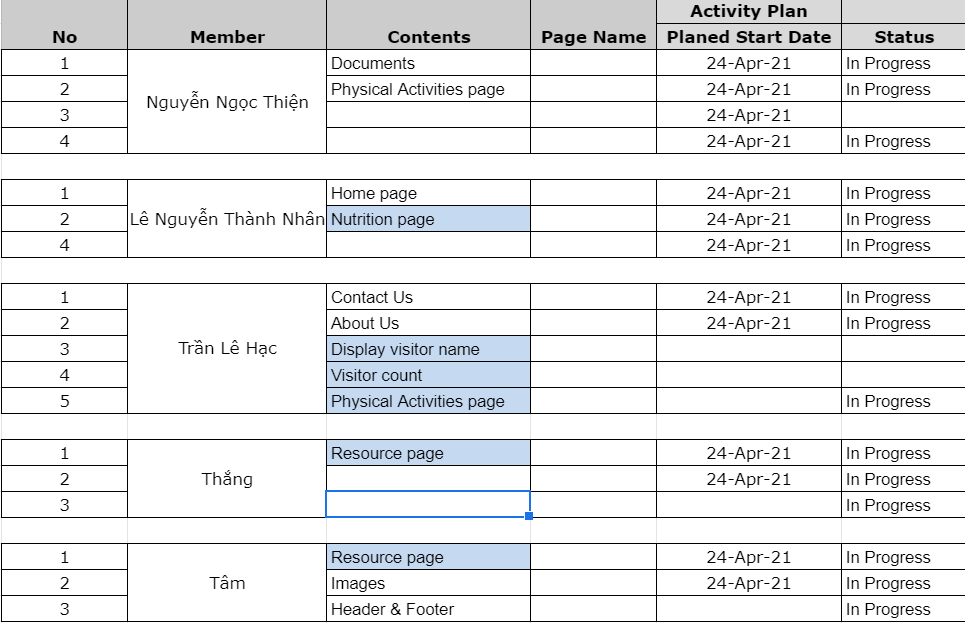 Activity Plan
No Member Contents Page Name Planed Start Date Status
1 Documents 24-Apr-21 In Progress
2 Physical Activities page 24-Apr-21 In Progress
Nguyễn Ngọc Thiện
3 24-Apr-21
4 24-Apr-21 In Progress
1 Home page 24-Apr-21 In Progress
2 Lê Nguyễn Thành Nhân Nutrition page 24-Apr-21 In Progress
4 24-Apr-21 In Progress
1 Contact Us 24-Apr-21 In Progress
2 About Us 24-Apr-21 In Progress
3 Trần Lê Hạc Display visitor name
4 Visitor count
5 Physical Activities page In Progress
1 Resource page 24-Apr-21 In Progress
2 Thắng 24-Apr-21 In Progress
3 In Progress
1 Resource page 24-Apr-21 In Progress
2 Tâm Images 24-Apr-21 In Progress
3 Header & Footer In Progress